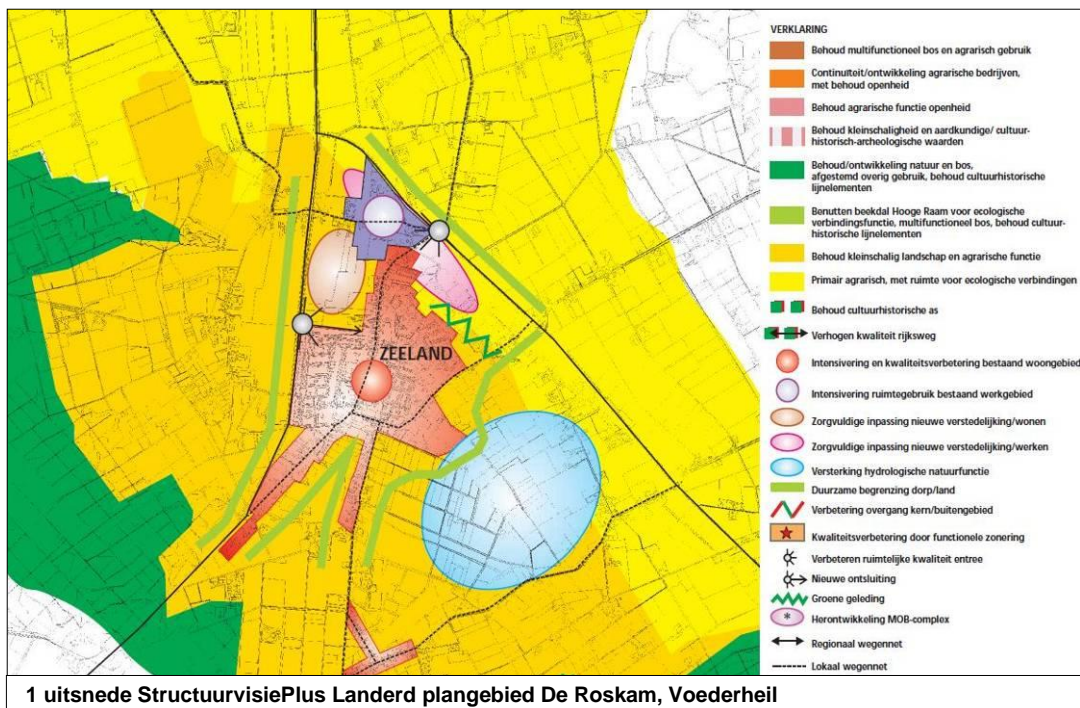 ZEELAND
VERKLARING
Behoud multifunctioneel bos en agrarisch gebruik
Continuïteit/ontwikkeling agrarische bedrijven,
met behoud openheid
Behoud agrarische functie openheid
Behoud kleinschaligheid en aardkundige/ cultuur-
historisch-archeologische waarden
Behoud/ontwikkeling natuur en bos,
afgestemd overig gebruik, behoud cultuurhistorische
lijnelementen
Benutten beekdal Hooge Raam voor ecologische
verbindingsfunctie, multifunctioneel bos, behoud cultuur-
historische lijnelementen
Behoud kleinschalig landschap en agrarische functie
Primair agrarisch, met ruimte voor ecologische verbindingen
Behoud cultuurhistorische as
Verhogen kwaliteit rijksweg
Intensivering en kwaliteitsverbetering bestaand woongebied
Intensivering ruimtegebruik bestaand werkgebied
Zorgvuldige inpassing nieuwe verstedelijking/wonen
Zorgvuldige inpassing nieuwe verstedelijking/werken
Versterking hydrologische natuurfunctie
Duurzame begrenzing dorp/land
Verbetering overgang kern/buitengebied
Kwaliteitsverbetering door functionele zonering
Verbeteren ruimtelijke kwaliteit entree
Nieuwe ontsluiting
Groene geleding
Herontwikkeling MOB-complex
Regionaal wegennet
Lokaal wegennet
1 uitsnede StructuurvisiePlus Landerd plangebied De Roskam, Voederheil